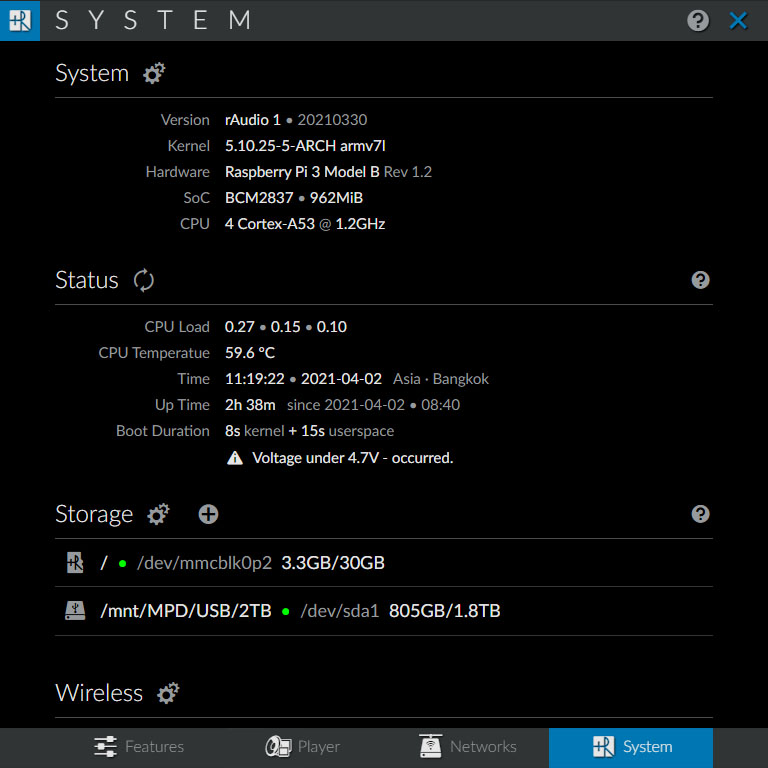 SYSTEM
System
Version rAudio 1 • 20210330
Kernel 5.10.25-5-ARCH armv7l
Hardware Raspberry Pi 3 Model B Rev 1.2
SoC BCM2837 • 962MiB
CPU 4 Cortex-A53 @ 1.2GHz
Status
CPU Load 0.27 • 0.15 • 0.10
CPU Temperatue 59.6 °C
Time 11:19:22 • 2021-04-02 Asia · Bangkok
Up Time 2h 38m since 2021-04-02 • 08:40
Boot Duration 8s kernel + 15s userspace
Voltage under 4.7V - occurred.
Storage
/ • /dev/mmcblk0p2 3.3GB/30GB
/mnt/MPD/USB/2TB • /dev/sda1 805GB/1.8TB
Wireless
Features Player Networks System